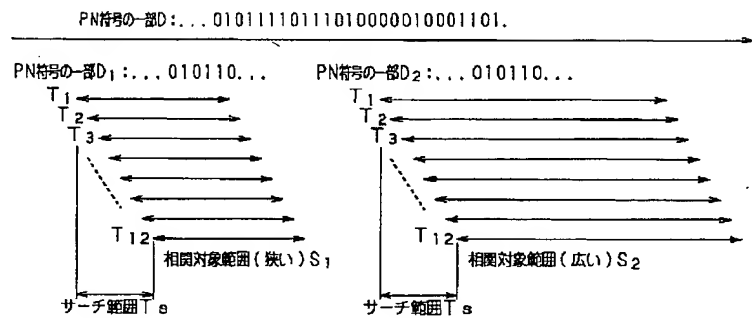 PN符号の一部D:...010111101110100000010001101.
PN符号の一部D1:...010110... PN符号の一部D2:...010110...
T1 T1
T2 T2
T3 T3
T12 T12
相関対象範囲(狭い)S1 相関対象範囲(広い)S2
サーチ範囲Ts サーチ範囲Ts